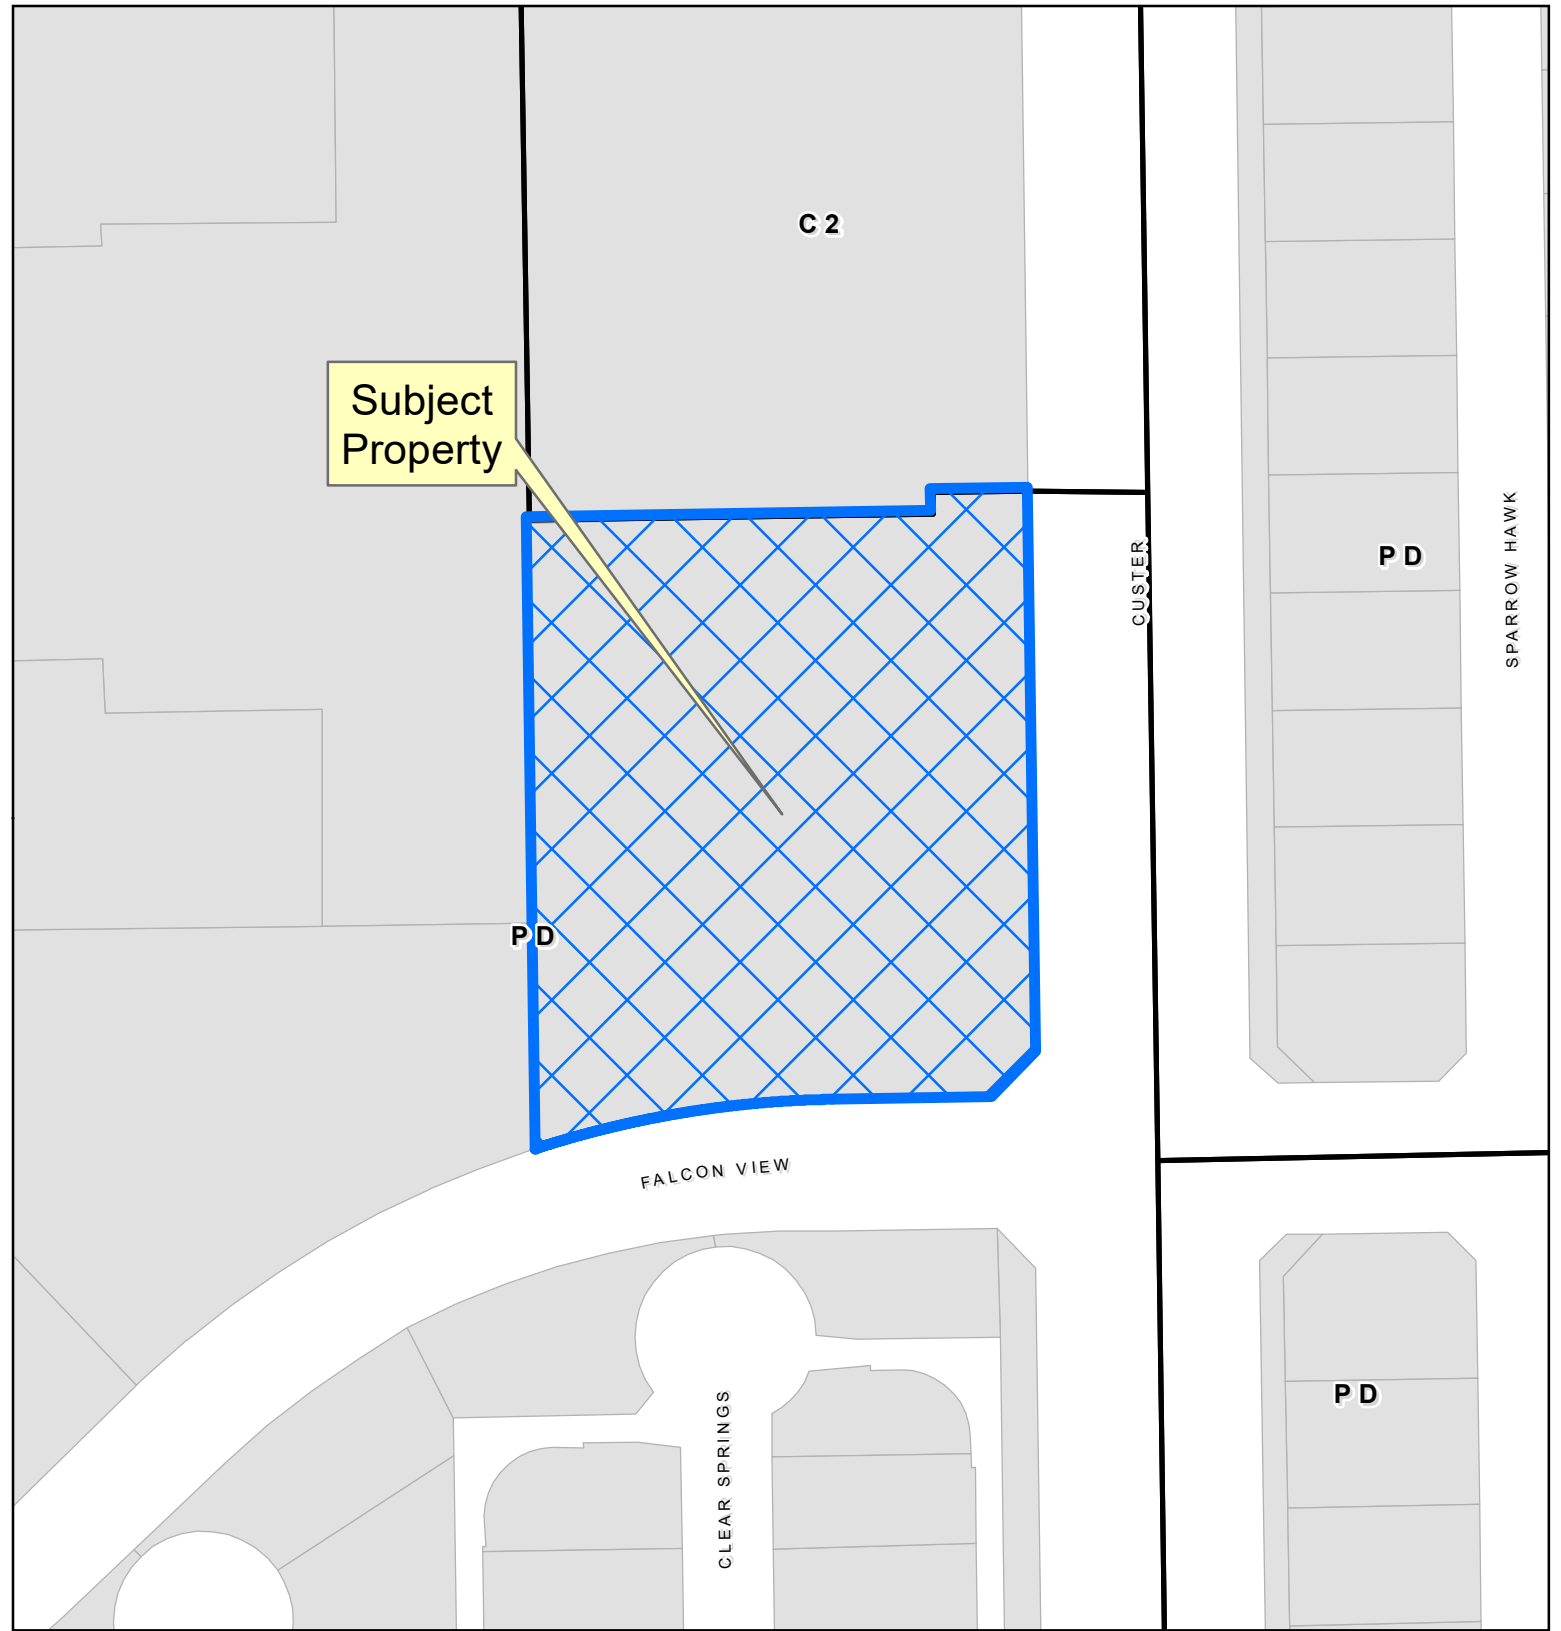 C 2
Subject
Property
CUSTER
SPARROW HAWK
P D
P D
FALCON VIEW
P D
CLEAR SPRINGS